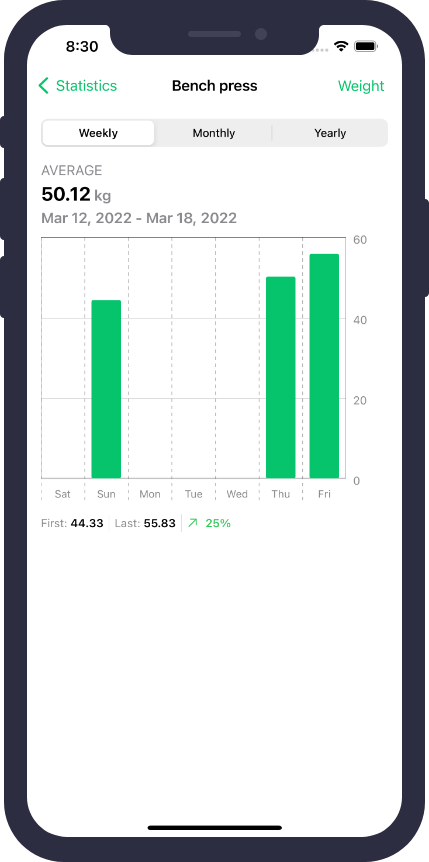 8:30
Statistics Bench press Weight
Weekly Monthly Yearly
AVERAGE
50.12 kg
Mar 12, 2022 - Mar 18, 2022
60
40
20
0
Sat Sun Mon Tue Wed Thu Fri
First: 44.33 Last: 55.83 25%